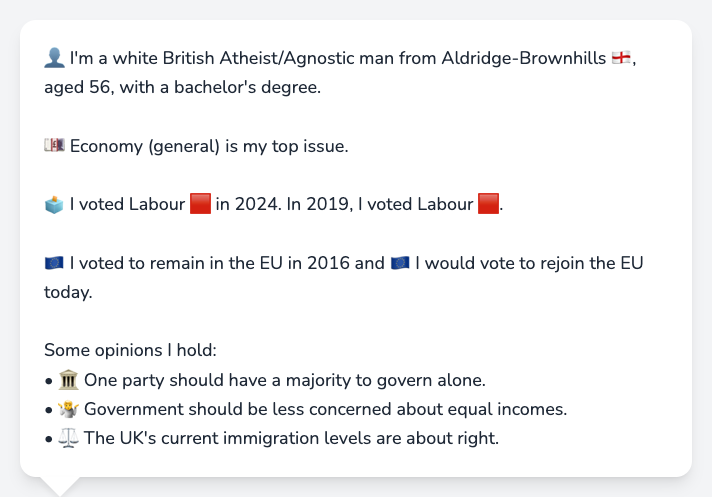 👤 I'm a white British Atheist/Agnostic man from Aldridge-Brownhills 🏴󠁧󠁢󠁥󠁮󠁧󠁿,
aged 56, with a bachelor's degree.
💷 Economy (general) is my top issue.
🗳️ I voted Labour 🟥 in 2024. In 2019, I voted Labour 🟥.
🇪🇺 I voted to remain in the EU in 2016 and 🇪🇺 I would vote to rejoin the EU
today.
Some opinions I hold:
• 🏛️ One party should have a majority to govern alone.
• 🤷 Government should be less concerned about equal incomes.
• ⚖️ The UK's current immigration levels are about right.